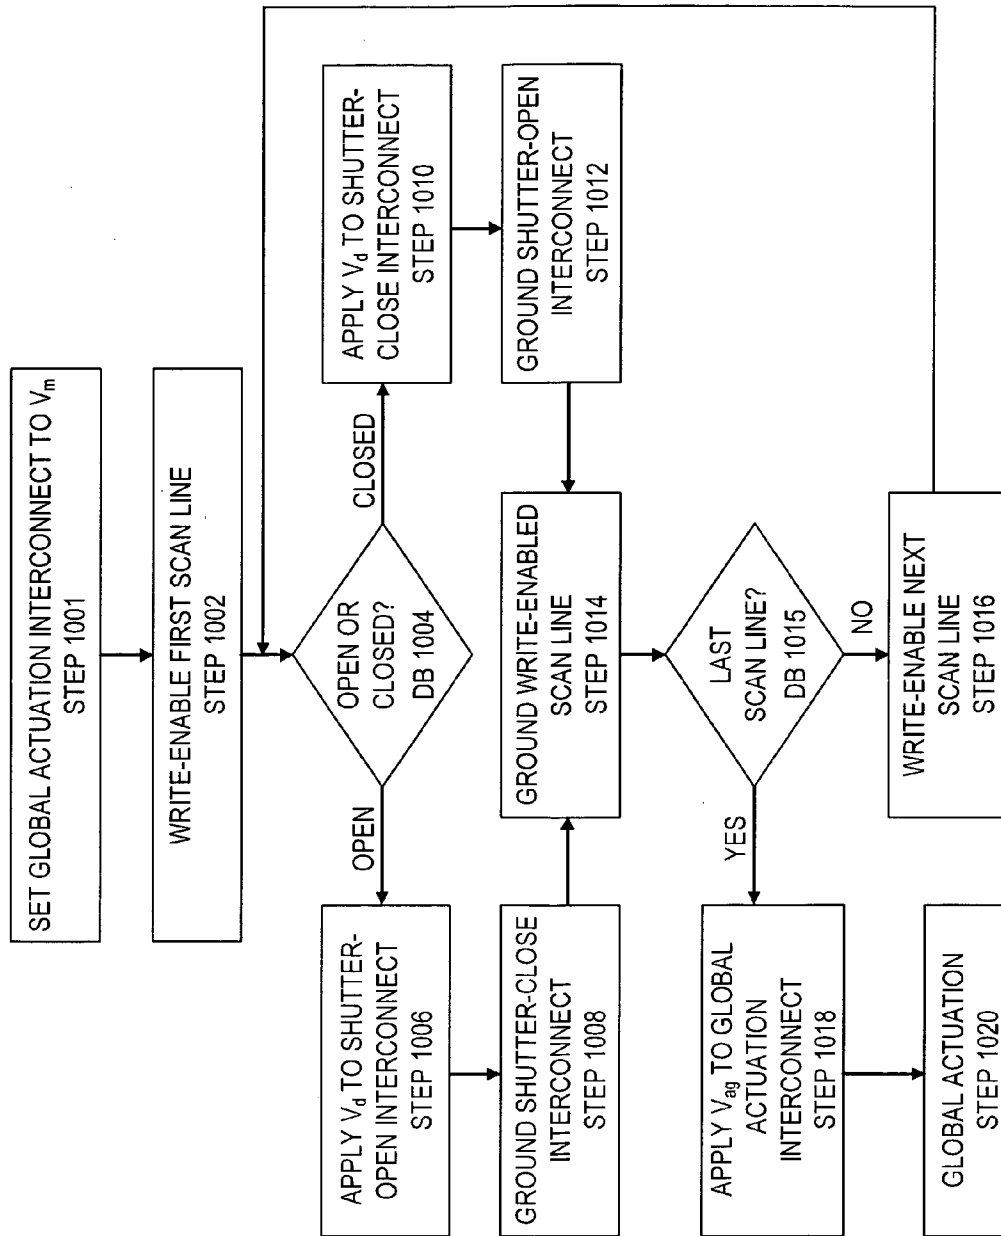 SET GLOBAL ACTUATION INTERCONNECT TO Vm
STEP 1001
WRITE-ENABLE FIRST SCAN LINE
STEP 1002
OPEN OR
CLOSED?
DB 1004
OPEN
CLOSED
APPLY Vd TO SHUTTER-
OPEN INTERCONNECT
STEP 1006
APPLY Vd TO SHUTTER-
CLOSE INTERCONNECT
STEP 1010
GROUND SHUTTER-CLOSE
INTERCONNECT
STEP 1008
GROUND SHUTTER-OPEN
INTERCONNECT
STEP 1012
GROUND WRITE-ENABLED
SCAN LINE
STEP 1014
LAST
SCAN LINE?
DB 1015
YES
NO
APPLY Vag TO GLOBAL
ACTUATION
INTERCONNECT
STEP 1018
WRITE-ENABLE NEXT
SCAN LINE
STEP 1016
GLOBAL ACTUATION
STEP 1020